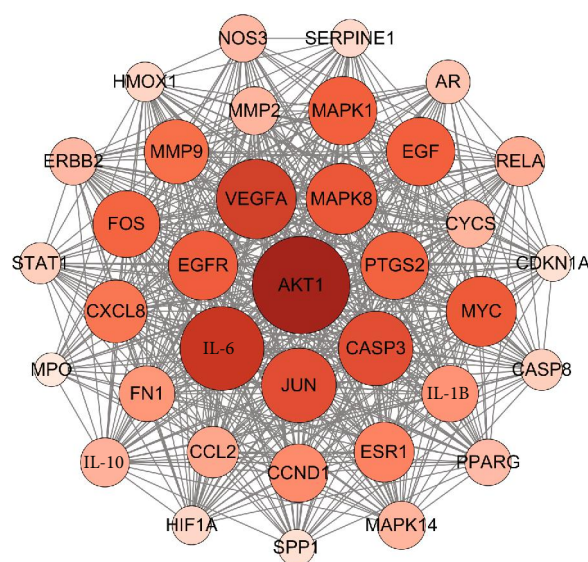 NOS3
SERPINE1
HMOX1
AR
MMP2
MAPK1
MMP9
EGF
ERBB2
RELA
VEGFA
MAPK8
FOS
CYCS
STAT1
EGFR
PTGS2
CDKN1A
AKT1
CXCL8
MYC
IL-6
CASP3
MPO
CASP8
FN1
JUN
IL-1B
IL-10
CCL2
CCND1
ESR1
PPARG
HIF1A
MAPK14
SPP1